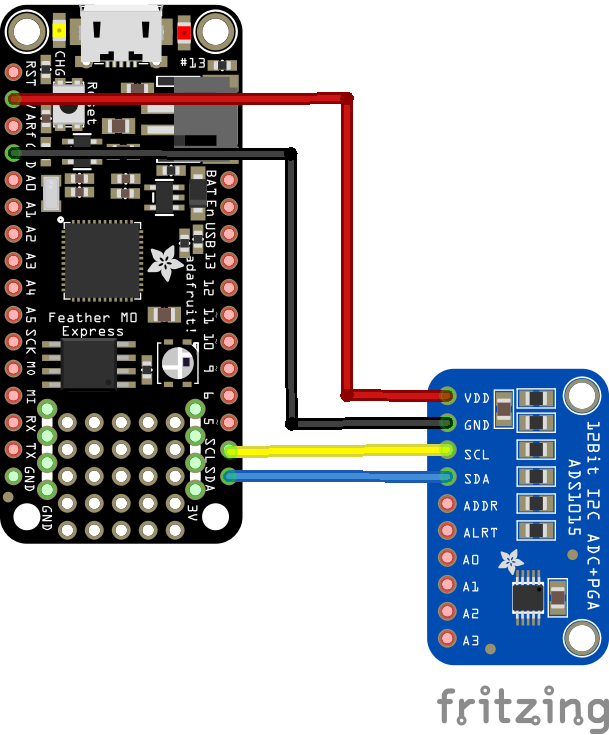 CHG
#13
Reset
RST
ARf
A0
A1
A2
A3
A4
A5
SCK
MO
MI
RX
TX
GND
BAT
En
USB
13
12
11
10
9
6
5
SCL
SDA
adafruit!
Feather M0
Express
GND
3V
VDD
GND
SCL
SDA
ADDR
ALRT
A0
A1
A2
A3
12Bit I2C ADC+PGA
ADS1015
fritzing